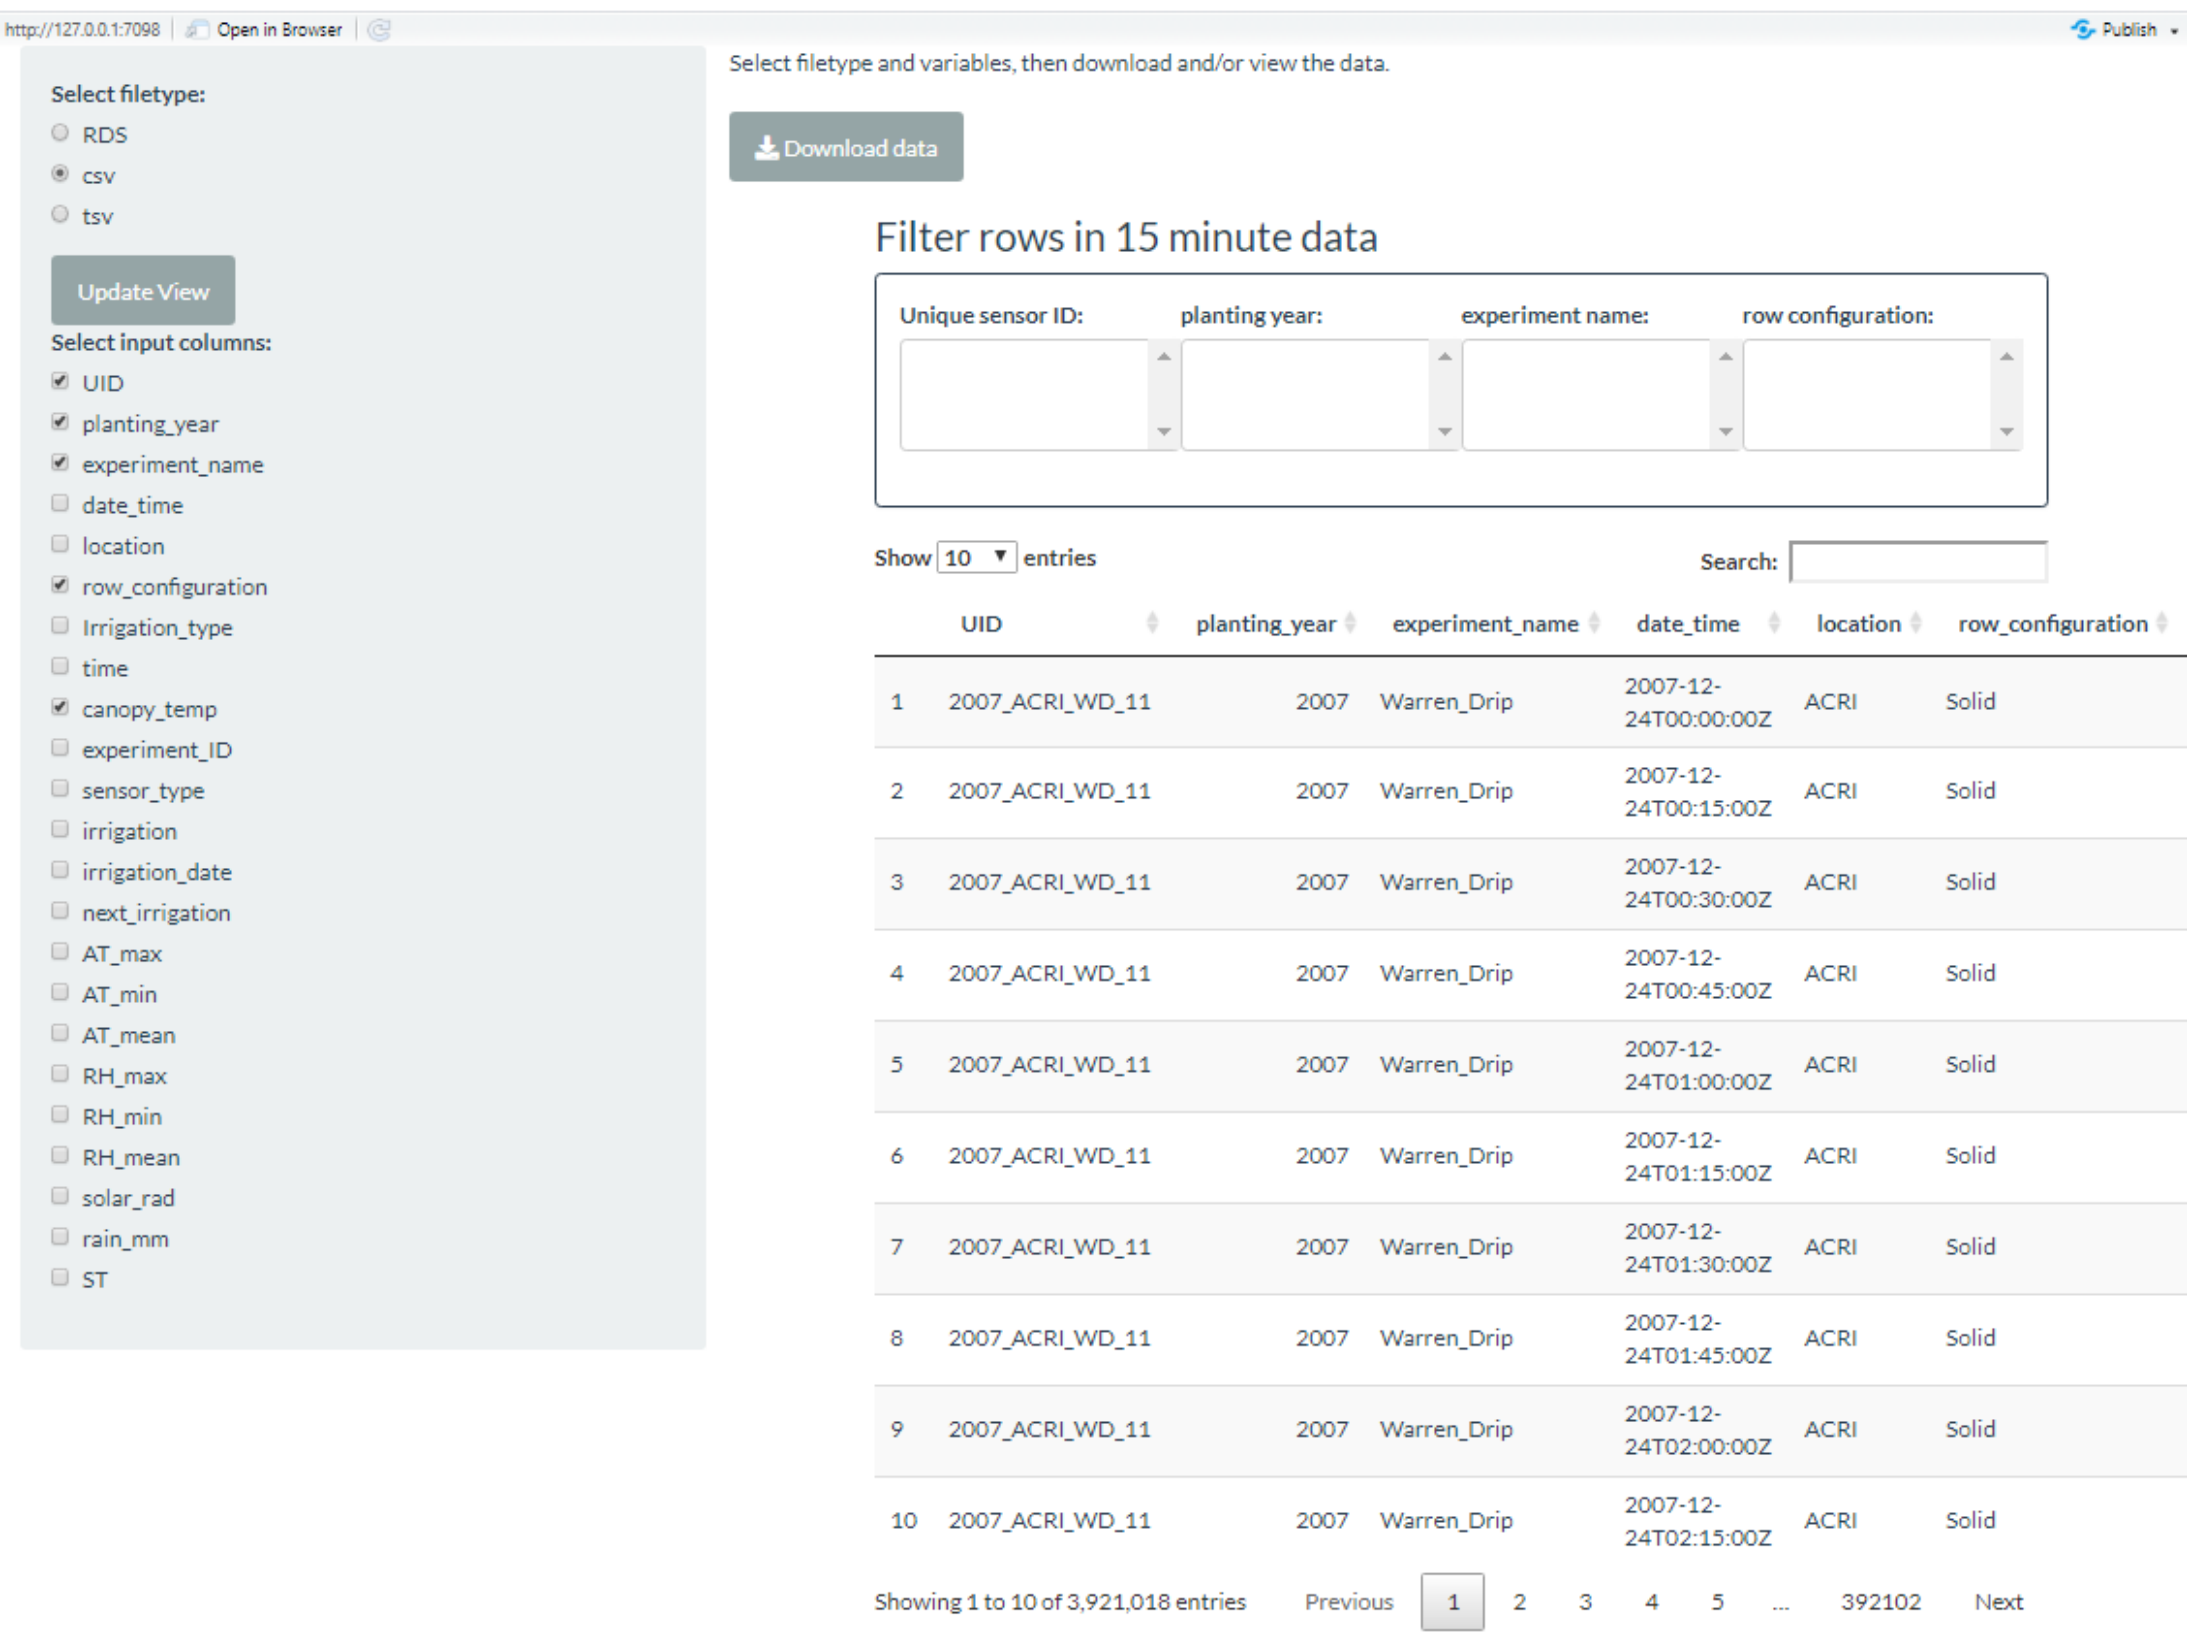 http://127.0.0.1:7098 Open in Browser Publish
Select filetype:
RDS
csv
tsv
Update View
Select input columns:
UID
planting_year
experiment_name
date_time
location
row_configuration
Irrigation_type
time
canopy_temp
experiment_ID
sensor_type
irrigation
irrigation_date
next_irrigation
AT_max
AT_min
AT_mean
RH_max
RH_min
RH_mean
solar_rad
rain_mm
ST
Select filetype and variables, then download and/or view the data.
Download data
Filter rows in 15 minute data
Unique sensor ID: planting year: experiment name: row configuration:
Show 10 entries Search:
UID planting_year experiment_name date_time location row_configuration
1 2007_ACRI_WD_11 2007 Warren_Drip 2007-12-
24T00:00:00Z ACRI Solid
2 2007_ACRI_WD_11 2007 Warren_Drip 2007-12-
24T00:15:00Z ACRI Solid
3 2007_ACRI_WD_11 2007 Warren_Drip 2007-12-
24T00:30:00Z ACRI Solid
4 2007_ACRI_WD_11 2007 Warren_Drip 2007-12-
24T00:45:00Z ACRI Solid
5 2007_ACRI_WD_11 2007 Warren_Drip 2007-12-
24T01:00:00Z ACRI Solid
6 2007_ACRI_WD_11 2007 Warren_Drip 2007-12-
24T01:15:00Z ACRI Solid
7 2007_ACRI_WD_11 2007 Warren_Drip 2007-12-
24T01:30:00Z ACRI Solid
8 2007_ACRI_WD_11 2007 Warren_Drip 2007-12-
24T01:45:00Z ACRI Solid
9 2007_ACRI_WD_11 2007 Warren_Drip 2007-12-
24T02:00:00Z ACRI Solid
10 2007_ACRI_WD_11 2007 Warren_Drip 2007-12-
24T02:15:00Z ACRI Solid
Showing 1 to 10 of 3,921,018 entries Previous 1 2 3 4 5 ... 392102 Next